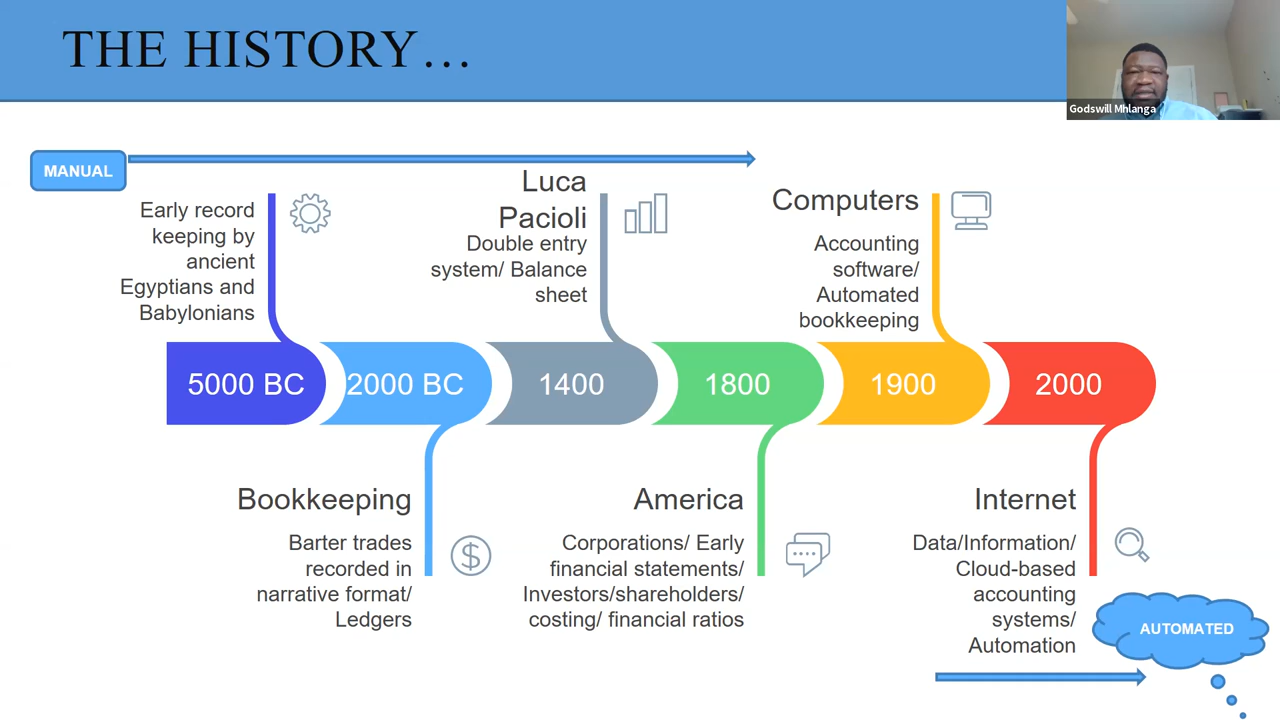 THE HISTORY…
Godswill Mhlanga
MANUAL
Early record
keeping by
ancient
Egyptians and
Babylonians
Luca
Pacioli
Double entry
system/ Balance
sheet
Computers
Accounting
software/
Automated
bookkeeping
5000 BC
2000 BC
1400
1800
1900
2000
Bookkeeping
Barter trades
recorded in
narrative format/
Ledgers
America
Corporations/ Early
financial statements/
Investors/shareholders/
costing/ financial ratios
Internet
Data/Information/
Cloud-based
accounting
systems/
Automation
AUTOMATED